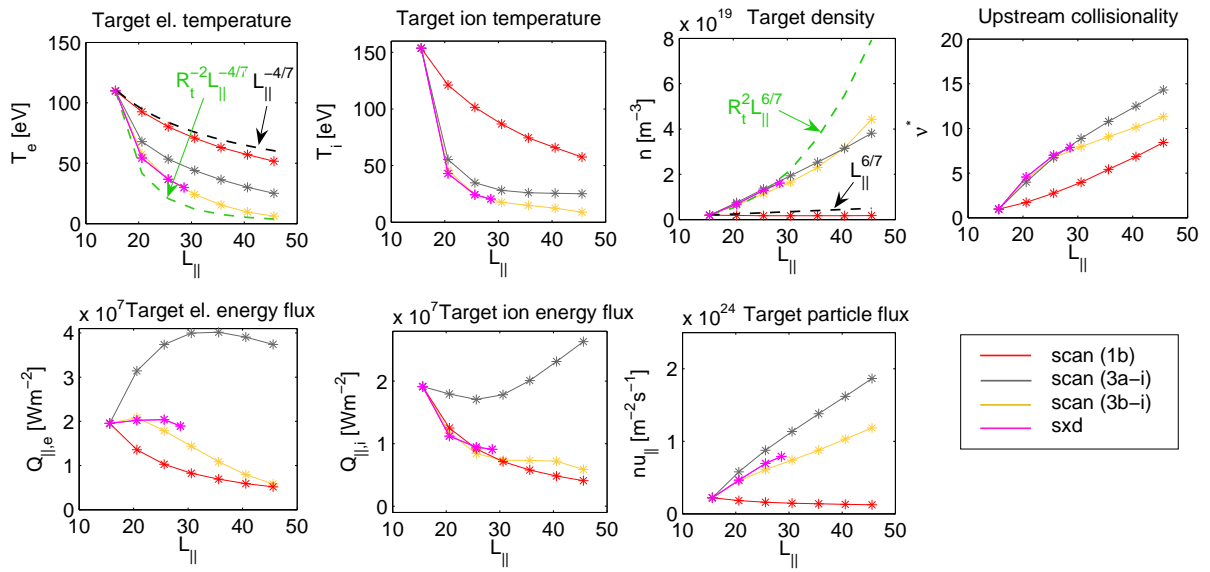 Target el. temperature
150
100
50
0
10 20 30 40 50
T_e [eV]
L_||
R_t^{-2}L_||^{-4/7}
L_||^{-4/7}
Target ion temperature
150
100
50
0
10 20 30 40 50
T_i [eV]
L_||
x 10^{19} Target density
8
6
4
2
0
10 20 30 40 50
n [m^{-3}]
L_||
R_t^2L_||^{6/7}
L_||^{6/7}
Upstream collisionality
20
15
10
5
0
10 20 30 40 50
ν^*
L_||
x 10^7 Target el. energy flux
4
3
2
1
0
10 20 30 40 50
Q_{||,e} [Wm^{-2}]
L_||
x 10^7 Target ion energy flux
2
1
0
10 20 30 40 50
Q_{||,i} [Wm^{-2}]
L_||
x 10^{24} Target particle flux
2
1
0
10 20 30 40 50
nu_|| [m^{-2}s^{-1}]
L_||
scan (1b)
scan (3a-i)
scan (3b-i)
sxd